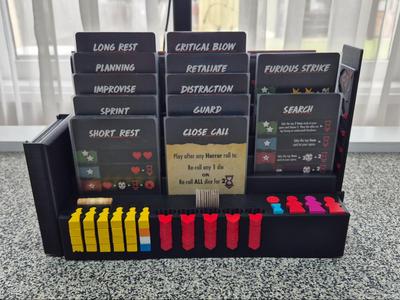 LONG REST
PLANNING
IMPROVISE
SPRINT
SHORT REST
CRITICAL BLOW
RETALIATE
DISTRACTION
GUARD
CLOSE CALL
Play after any Horror roll to:
Re-roll any 1 die
OR
Re-roll ALL dice for 2
FURIOUS STRIKE
SEARCH